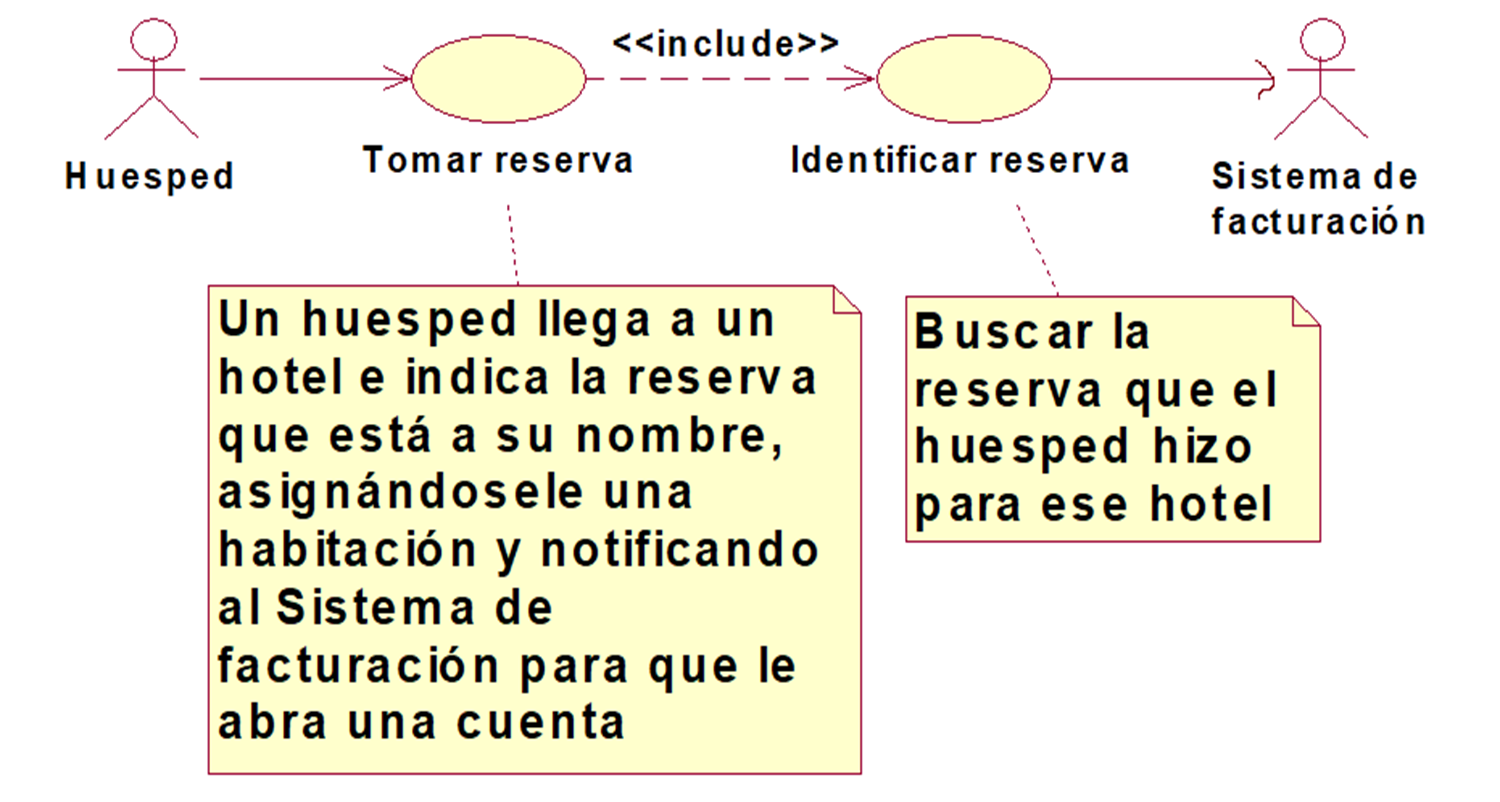 <<include>>
Huesped
Tomar reserva
Identificar reserva
Sistema de
facturación
Un huesped llega a un
hotel e indica la reserva
que está a su nombre,
asignándosele una
habitación y notificando
al Sistema de
facturación para que le
abra una cuenta
Buscar la
reserva que el
huesped hizo
para ese hotel